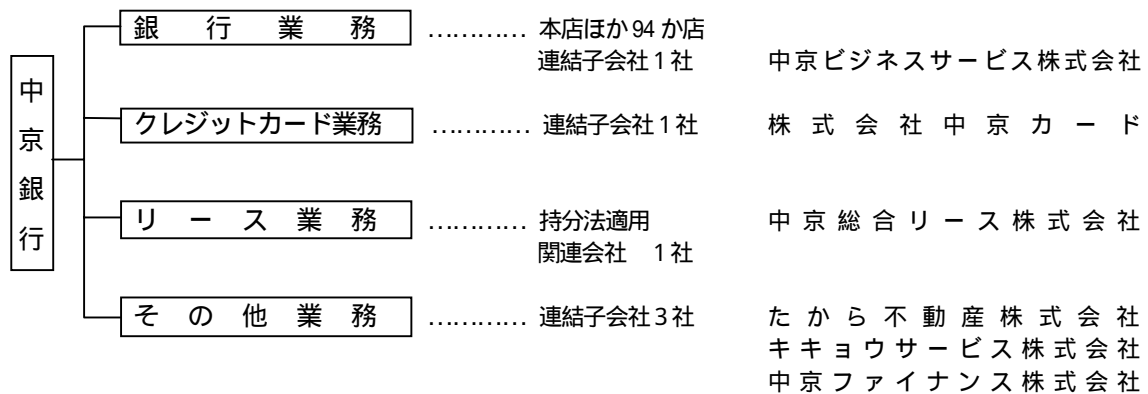 中京銀行
銀行業務 ………… 本店ほか94か店
連結子会社1社 中京ビジネスサービス株式会社
クレジットカード業務 ………… 連結子会社1社 株式会社中京カード
リース業務 ………… 持分法適用 中京総合リース株式会社
関連会社 1社
その他業務 ………… 連結子会社3社 たから不動産株式会社
キキョウサービス株式会社
中京ファイナンス株式会社